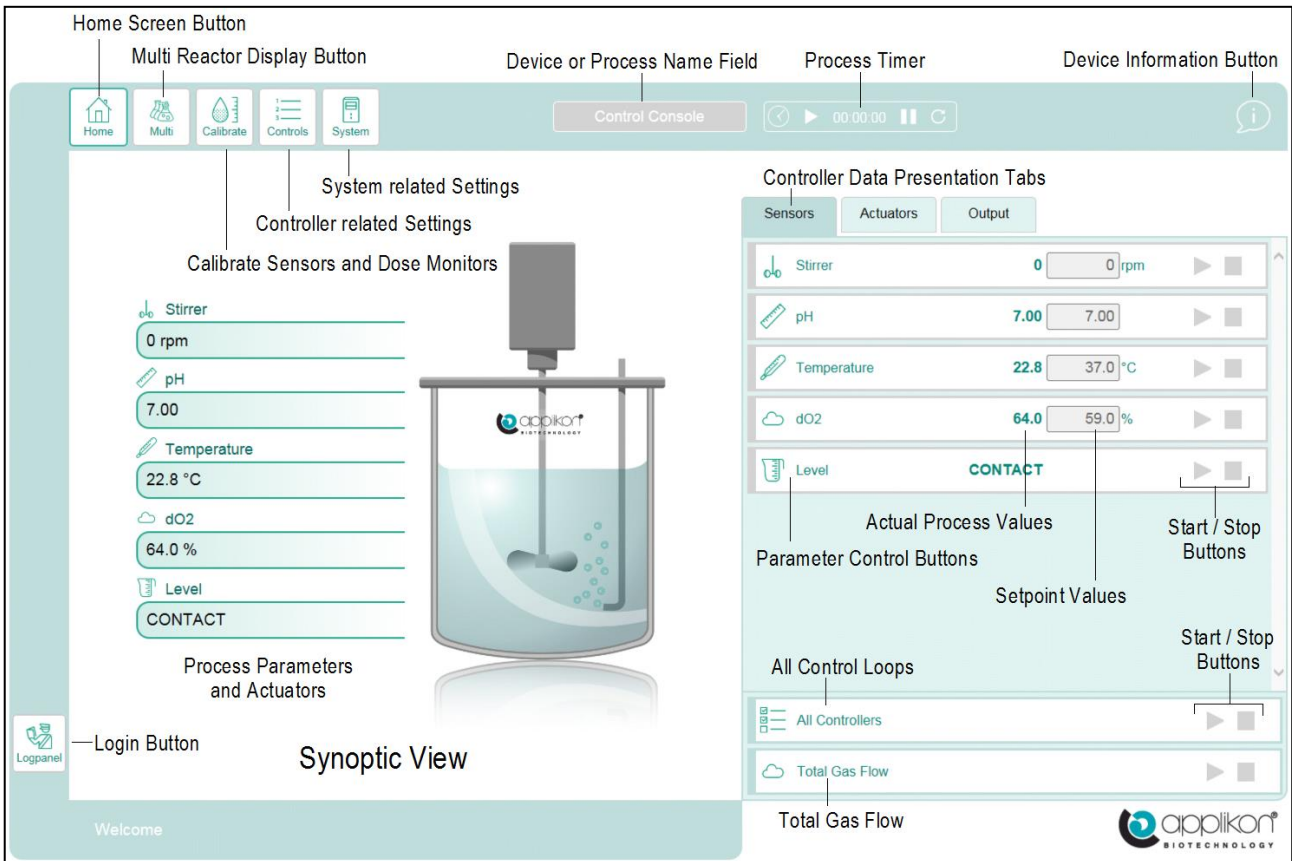 Home Screen Button
Multi Reactor Display Button
Device or Process Name Field
Process Timer
Device Information Button
Home
Multi
Calibrate
1
2
3
Controls
System
Control Console
00:00:00
i
System related Settings
Controller related Settings
Calibrate Sensors and Dose Monitors
Controller Data Presentation Tabs
Sensors
Actuators
Output
Stirrer
0 rpm
pH
7.00
Temperature
22.8 °C
dO2
64.0 %
Level
CONTACT
Process Parameters
and Actuators
applikon®
BIOTECHNOLOGY
Stirrer 0 0 rpm
pH 7.00 7.00
Temperature 22.8 37.0 °C
dO2 64.0 59.0 %
Level CONTACT
Actual Process Values
Start / Stop
Buttons
Parameter Control Buttons
Setpoint Values
Start / Stop
Buttons
All Control Loops
All Controllers
Total Gas Flow
Total Gas Flow
Logpanel
Login Button
Synoptic View
Welcome
applikon®
BIOTECHNOLOGY